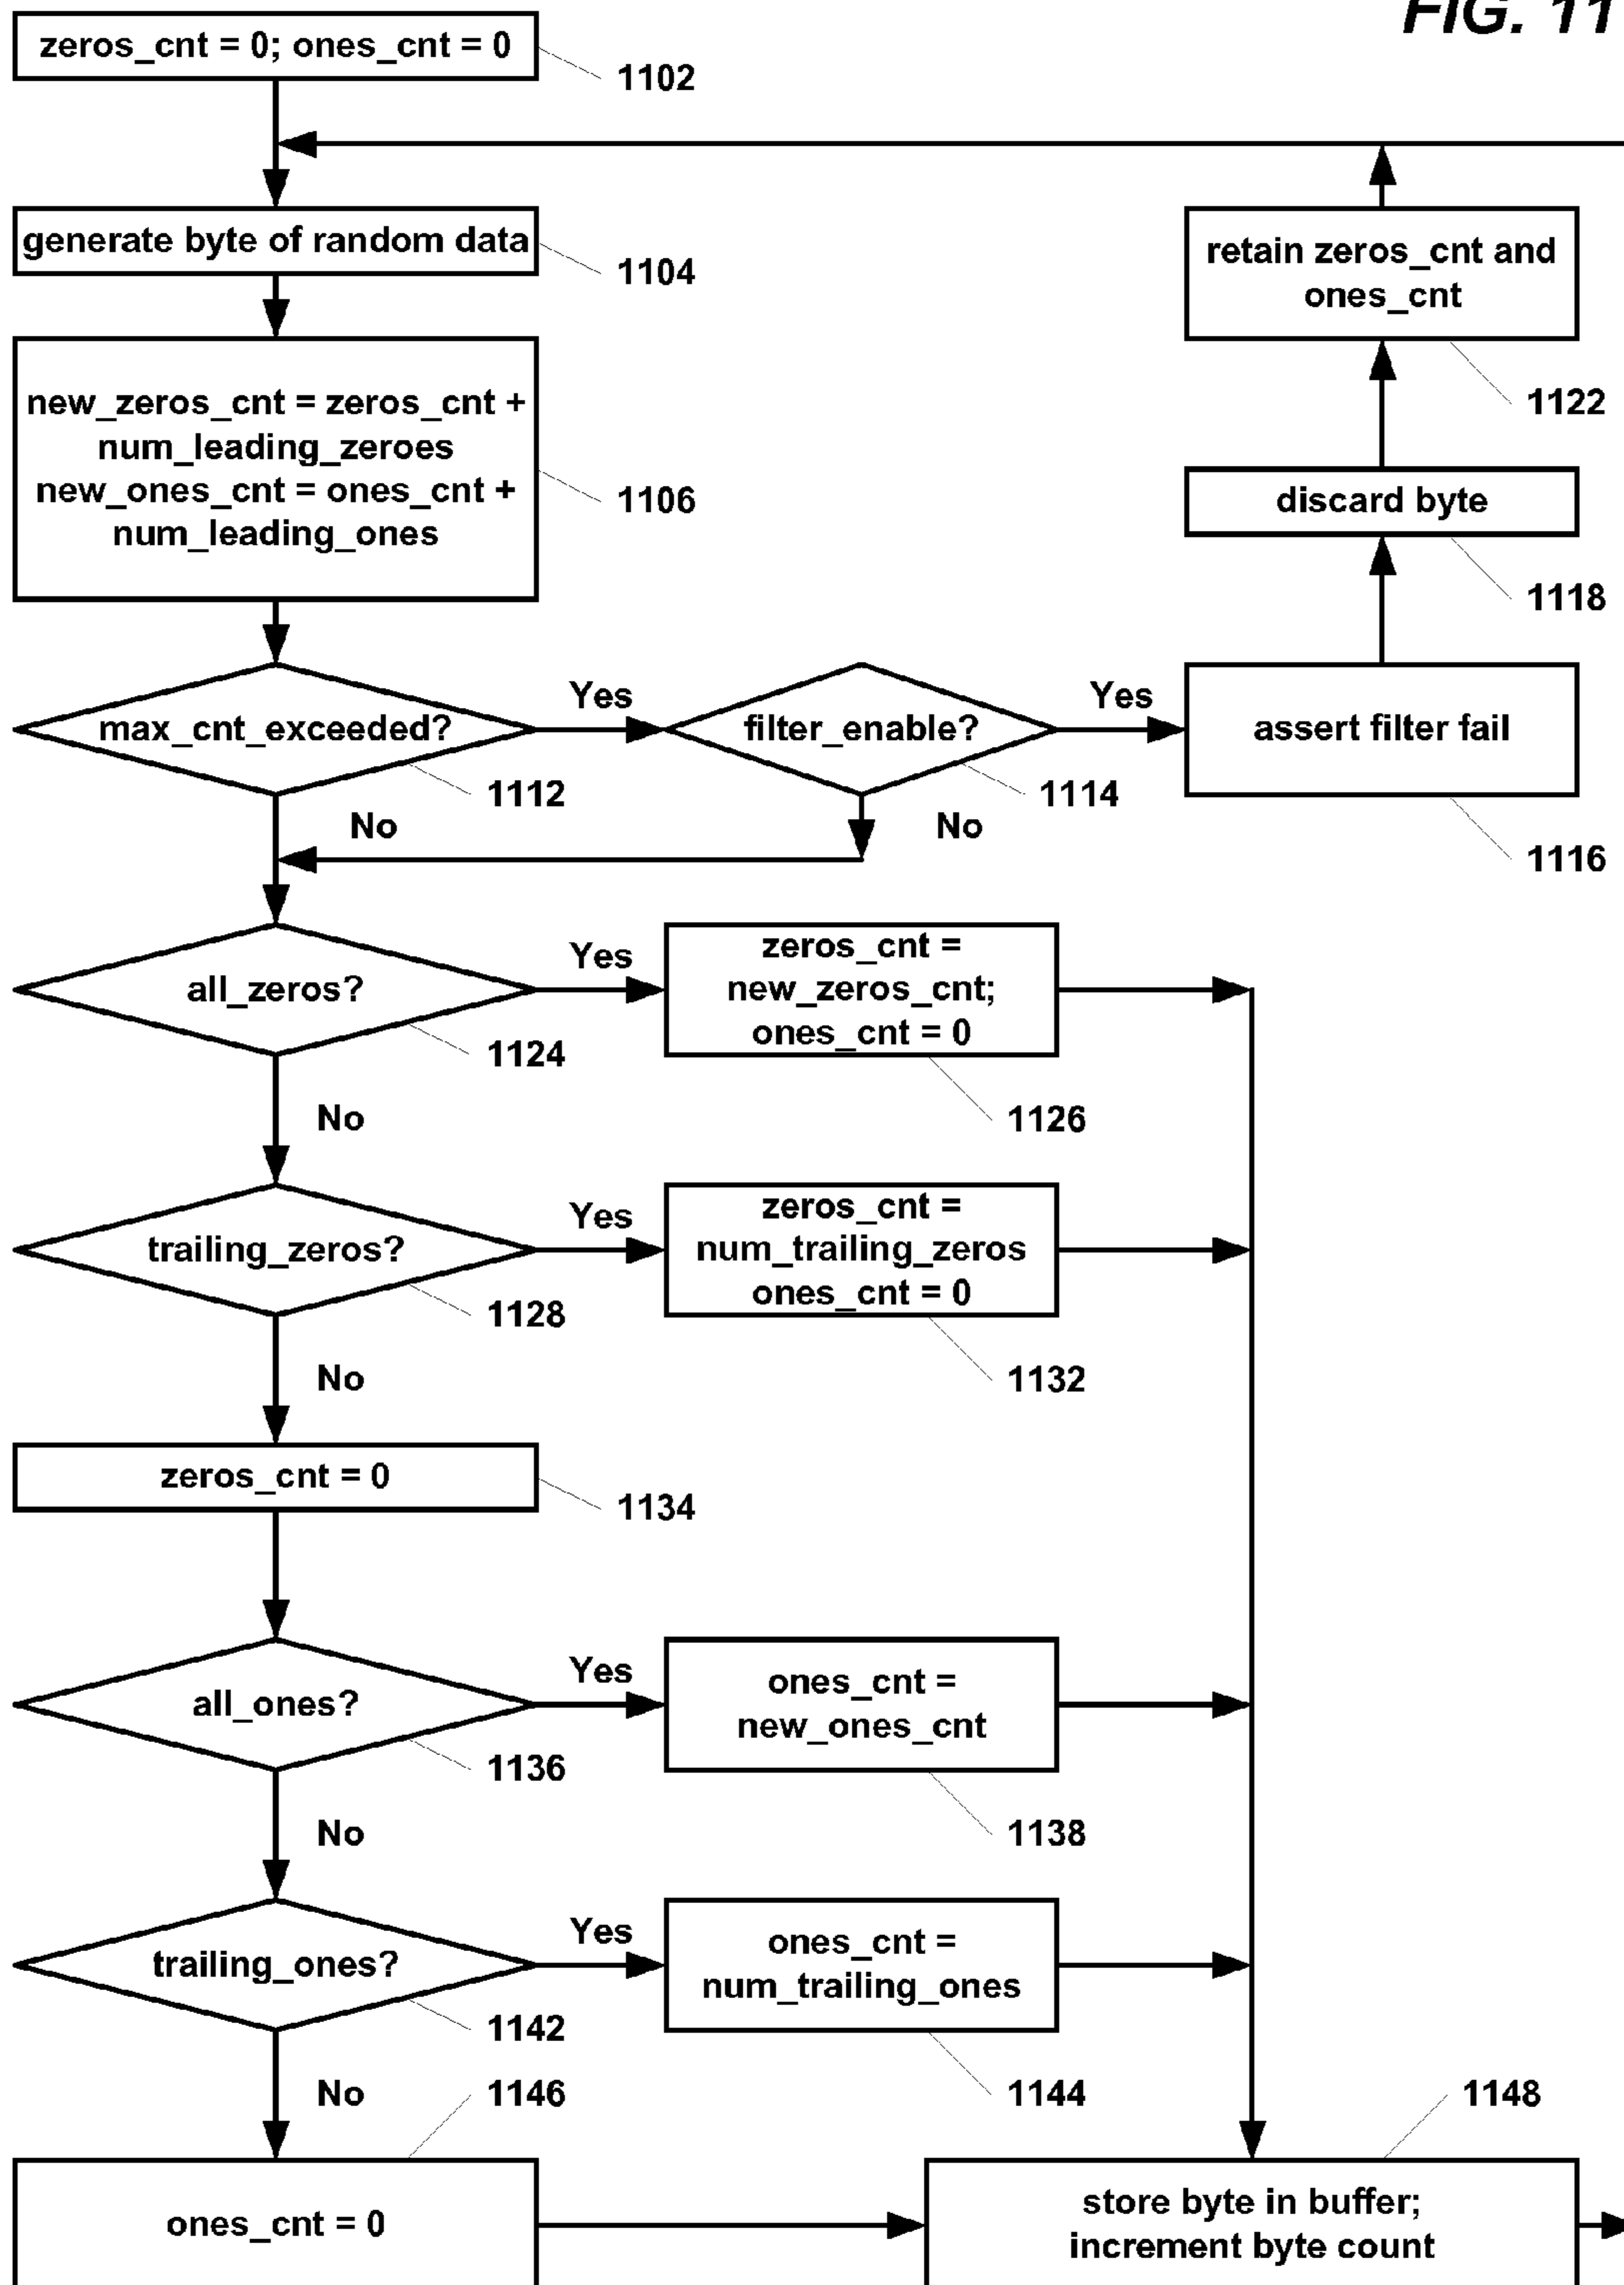 FIG. 11
zeros_cnt = 0; ones_cnt = 0
1102
generate byte of random data
1104
retain zeros_cnt and
ones_cnt
1122
new_zeros_cnt = zeros_cnt +
num_leading_zeroes
new_ones_cnt = ones_cnt +
num_leading_ones
1106
discard byte
1118
max_cnt_exceeded?
Yes
1112
No
filter_enable?
Yes
1114
No
assert filter fail
1116
all_zeros?
Yes
1124
No
zeros_cnt =
new_zeros_cnt;
ones_cnt = 0
1126
trailing_zeros?
Yes
1128
No
zeros_cnt =
num_trailing_zeros
ones_cnt = 0
1132
zeros_cnt = 0
1134
all_ones?
Yes
1136
No
ones_cnt =
new_ones_cnt
1138
trailing_ones?
Yes
1142
No
ones_cnt =
num_trailing_ones
1144
1146
ones_cnt = 0
1148
store byte in buffer;
increment byte count